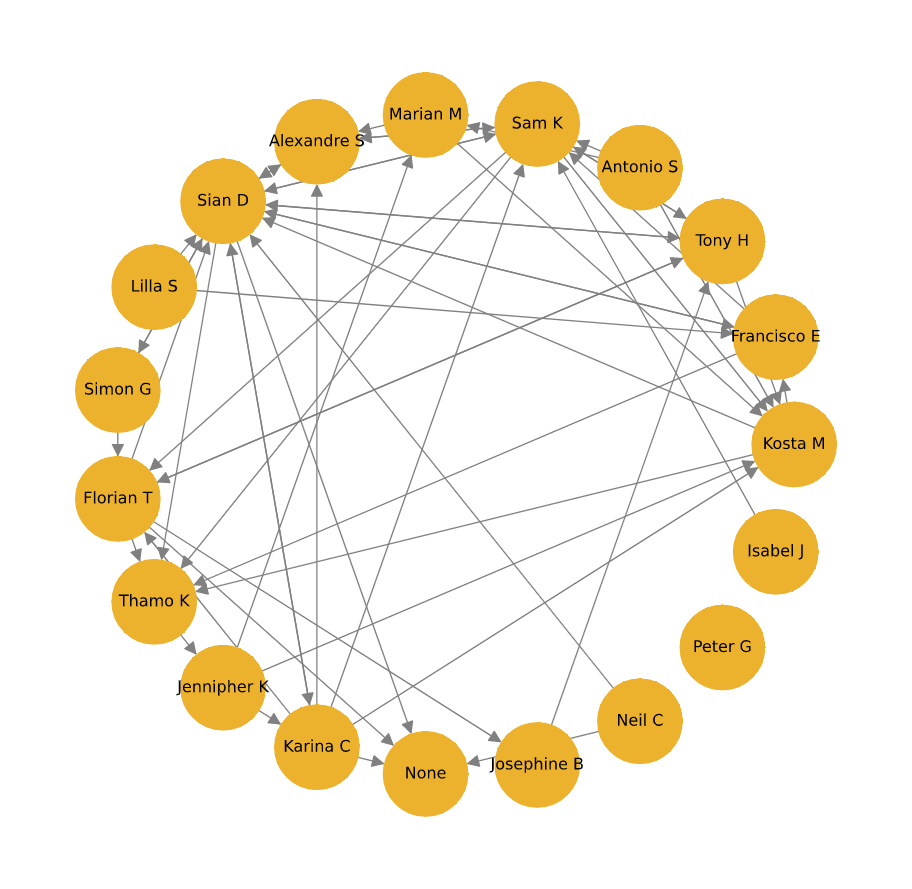 Marian M
Sam K
Alexandre S
Antonio S
Sian D
Tony H
Lilla S
Francisco E
Simon G
Kosta M
Florian T
Isabel J
Thamo K
Peter G
Jennipher K
Neil C
Karina C
Josephine B
None